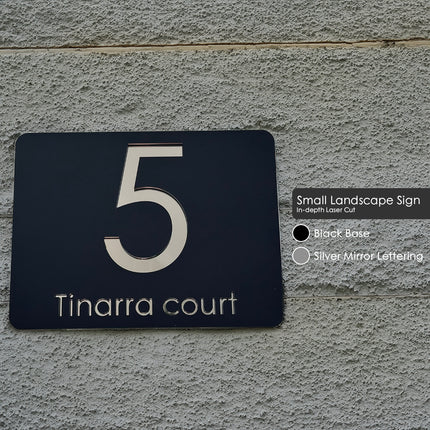 5
Tinarra court
Small Landscape Sign
In-depth Laser Cut
Black Base
Silver Mirror Lettering